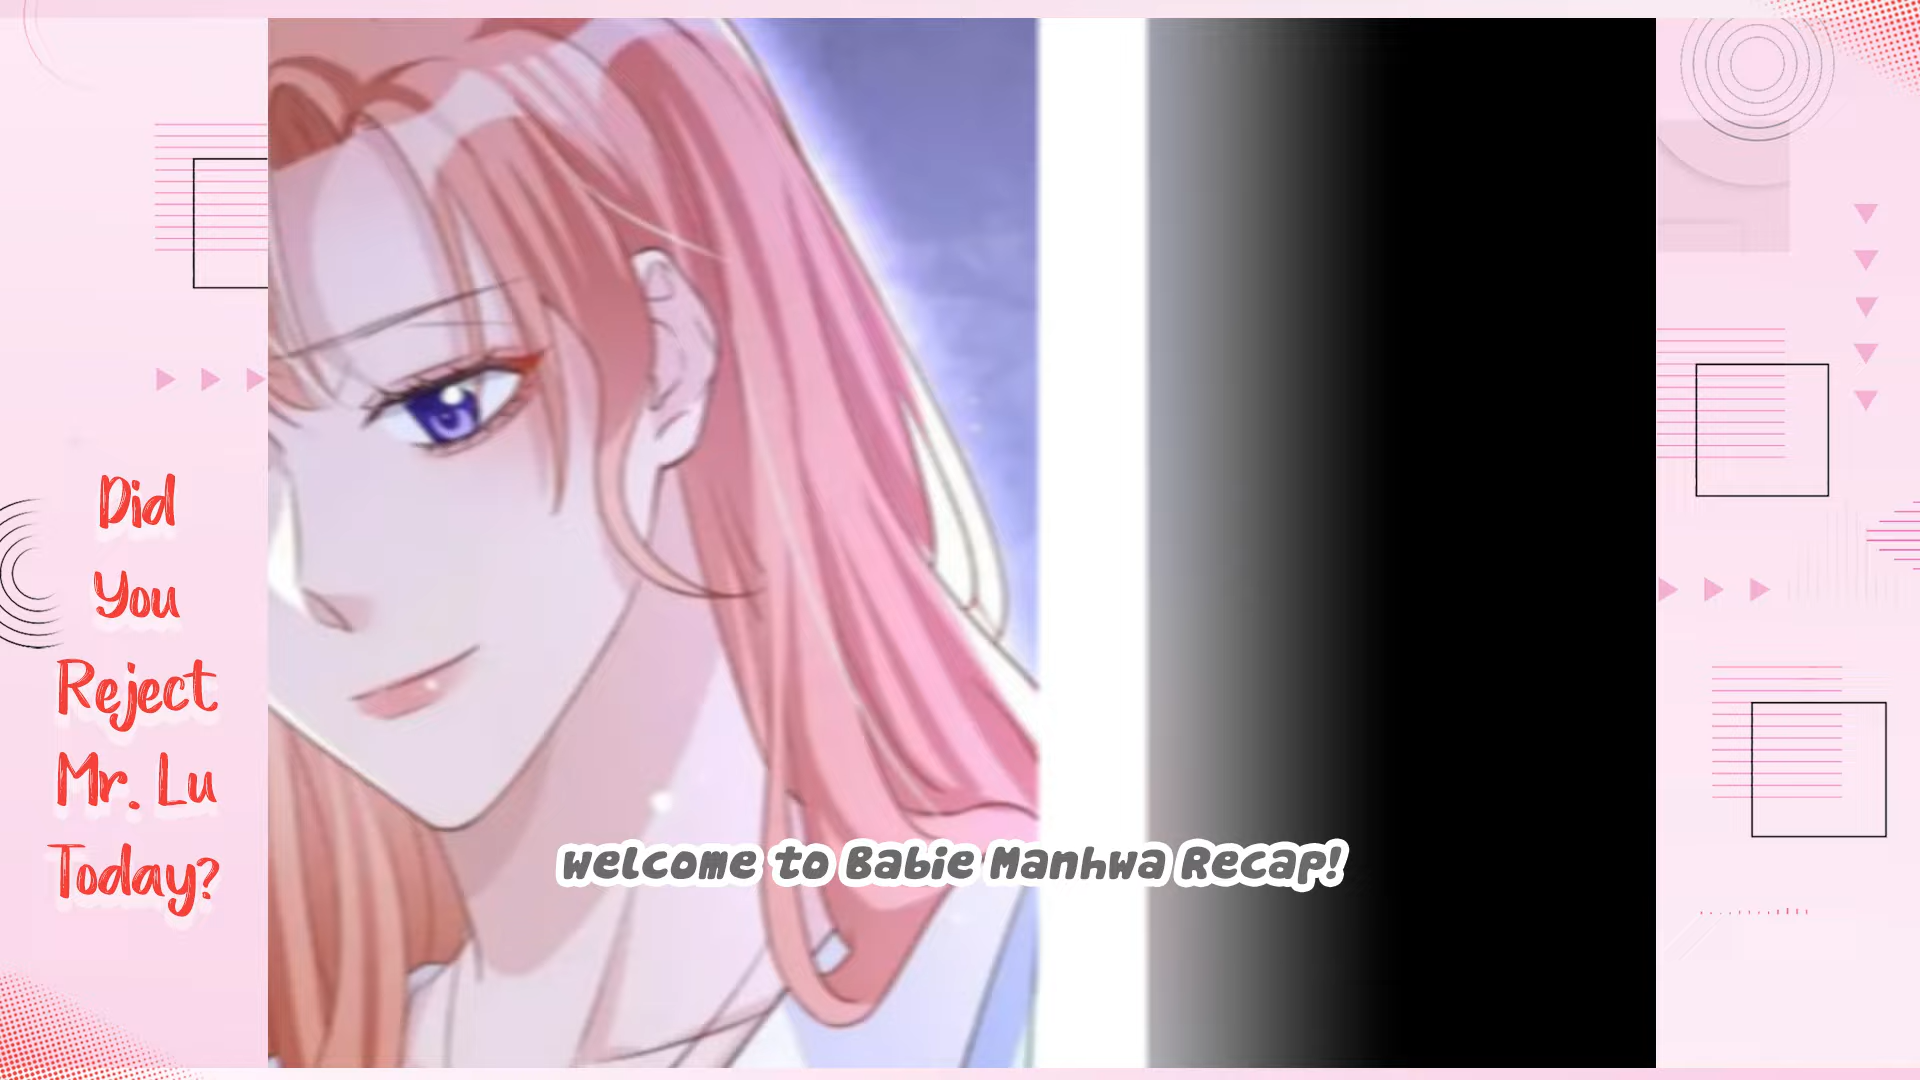 Did
You
Reject
Mr. Lu
Today?
welcome to Babie Manhwa Recap!